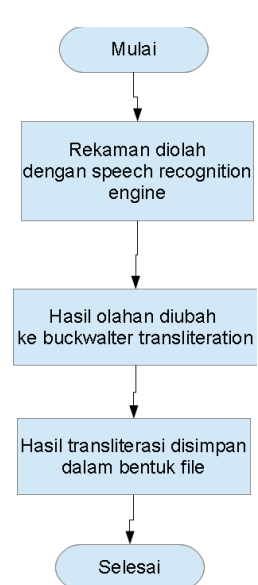 Mulai
Rekaman diolah
dengan speech recognition
engine
Hasil olahan diubah
ke buckwalter transliteration
Hasil transliterasi disimpan
dalam bentuk file
Selesai